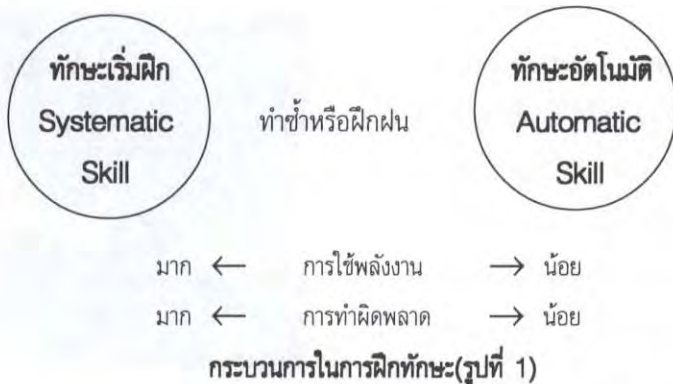 ทักษะเริ่มฝึก
Systematic
Skill
ทำซ้ำหรือฝึกฝน
ทักษะอัตโนมัติ
Automatic
Skill
มาก ← การใช้พลังงาน → น้อย
มาก ← การทำผิดพลาด → น้อย
กระบวนการในการฝึกทักษะ(รูปที่ 1)